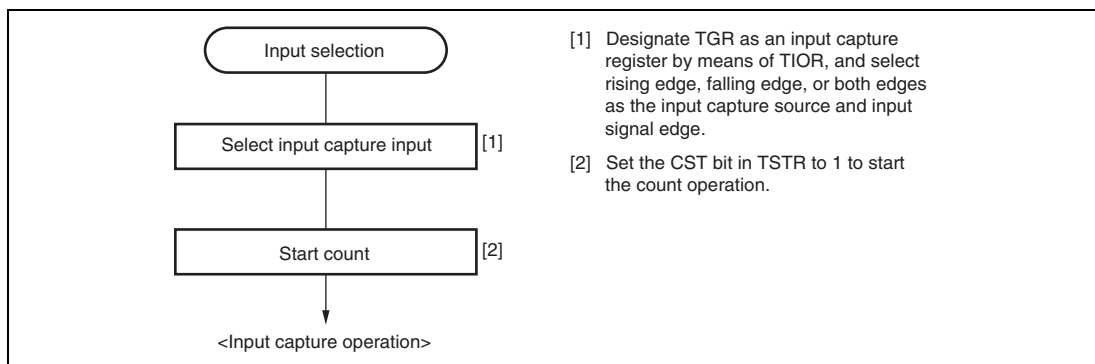 Input selection
Select input capture input
[1]
Start count
[2]
<Input capture operation>
[1] Designate TGR as an input capture
register by means of TIOR, and select
rising edge, falling edge, or both edges
as the input capture source and input
signal edge.
[2] Set the CST bit in TSTR to 1 to start
the count operation.